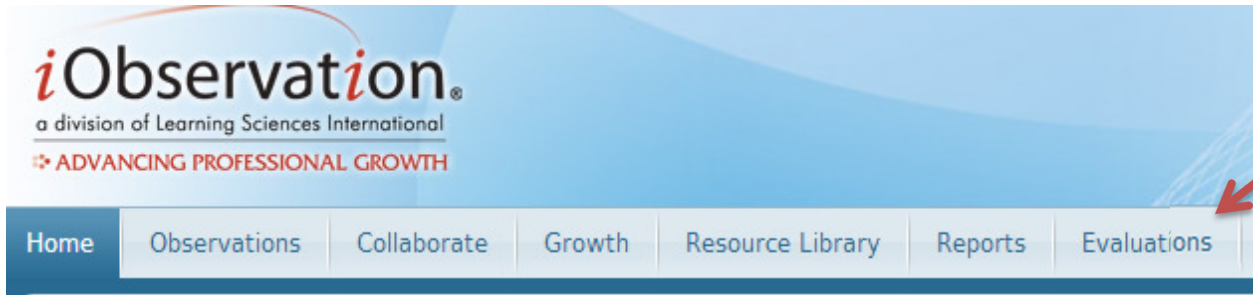 iObservation®
a division of Learning Sciences International
ADVANCING PROFESSIONAL GROWTH
Home Observations Collaborate Growth Resource Library Reports Evaluations